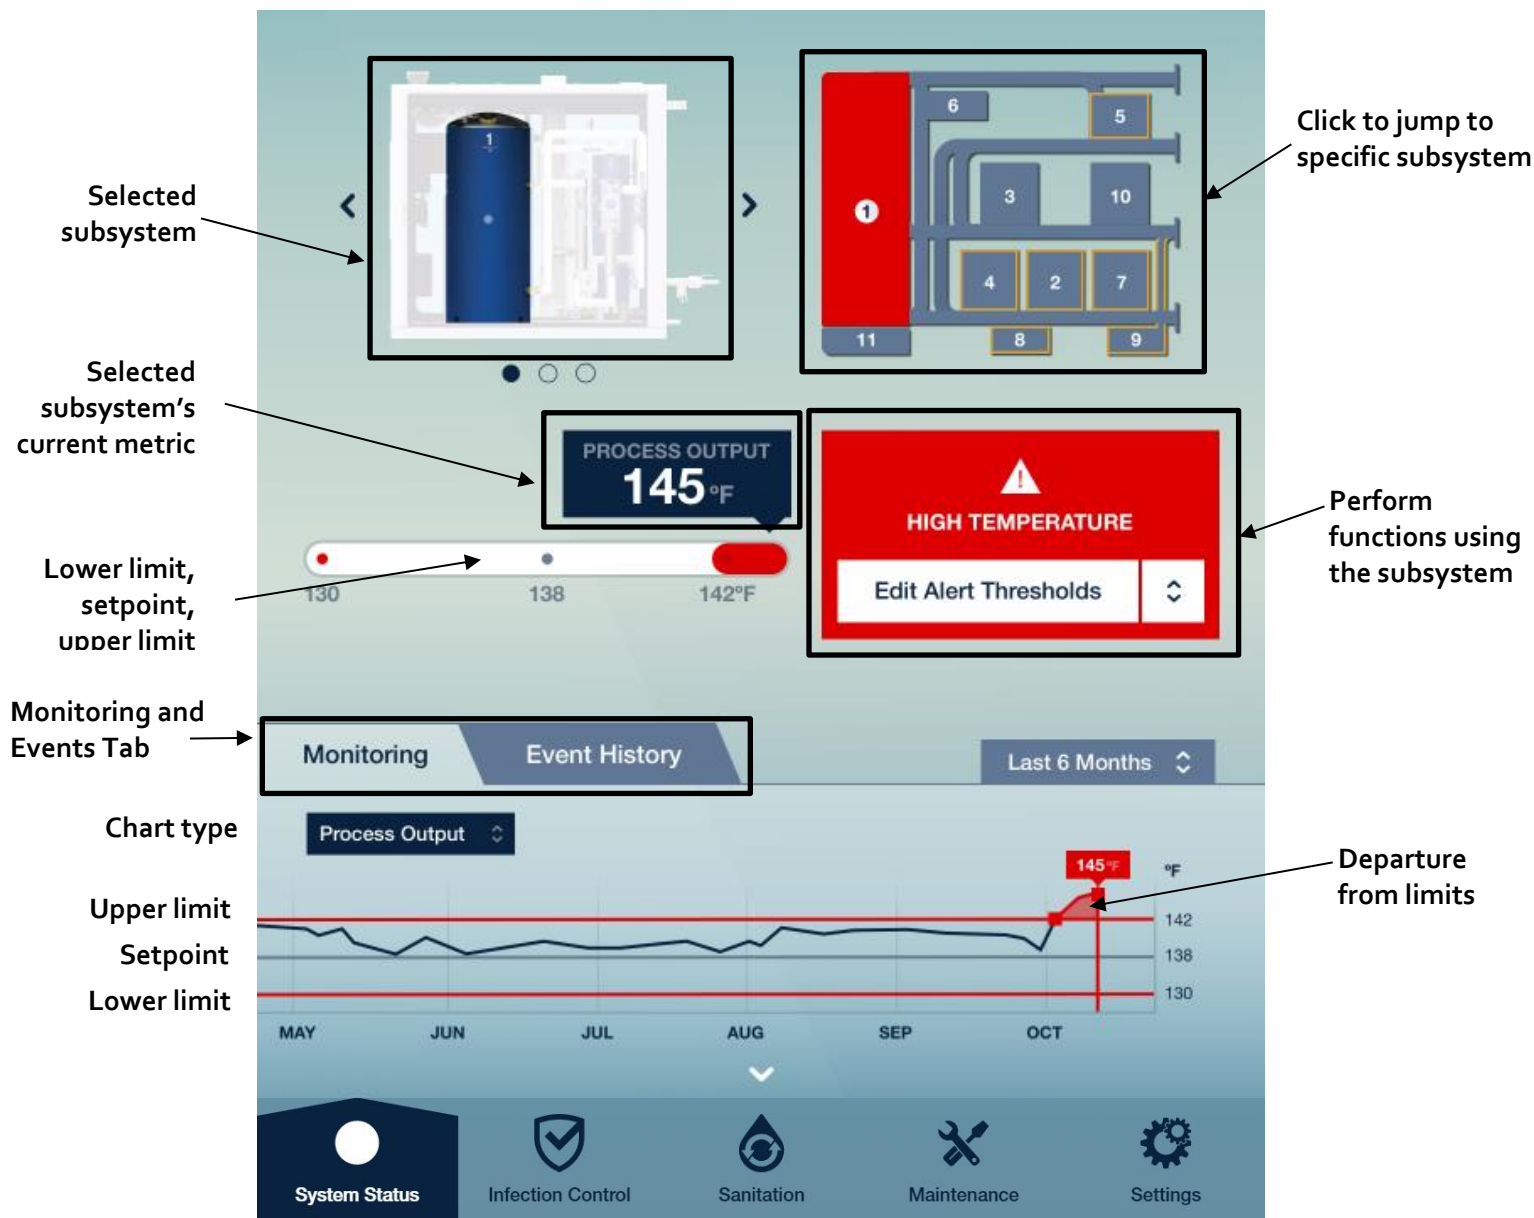 1
6
5
3
10
1
4
2
7
11
8
9
Click to jump to
specific subsystem
Selected
subsystem
Selected
subsystem's
current metric
PROCESS OUTPUT
145 °F
!
HIGH TEMPERATURE
Edit Alert Thresholds
Perform
functions using
the subsystem
Lower limit,
setpoint,
upper limit
130
138
142°F
Monitoring and
Events Tab
Monitoring
Event History
Last 6 Months
Chart type
Process Output
145 °F
°F
Departure
from limits
Upper limit
142
Setpoint
138
Lower limit
130
MAY
JUN
JUL
AUG
SEP
OCT
System Status
Infection Control
Sanitation
Maintenance
Settings